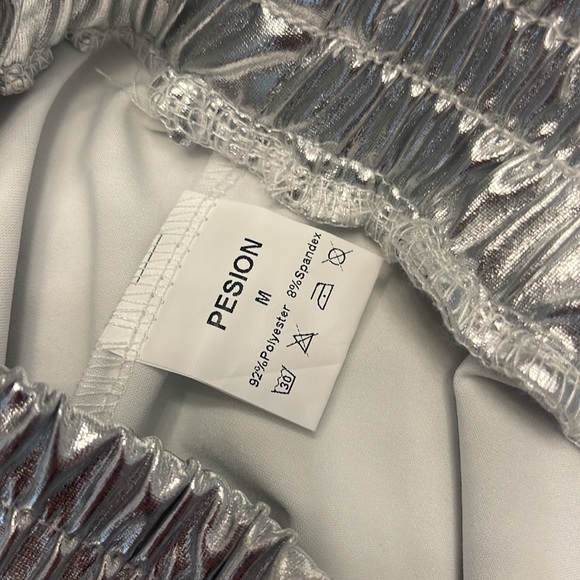 PESION
M
92%Polyester 8%Spandex
30